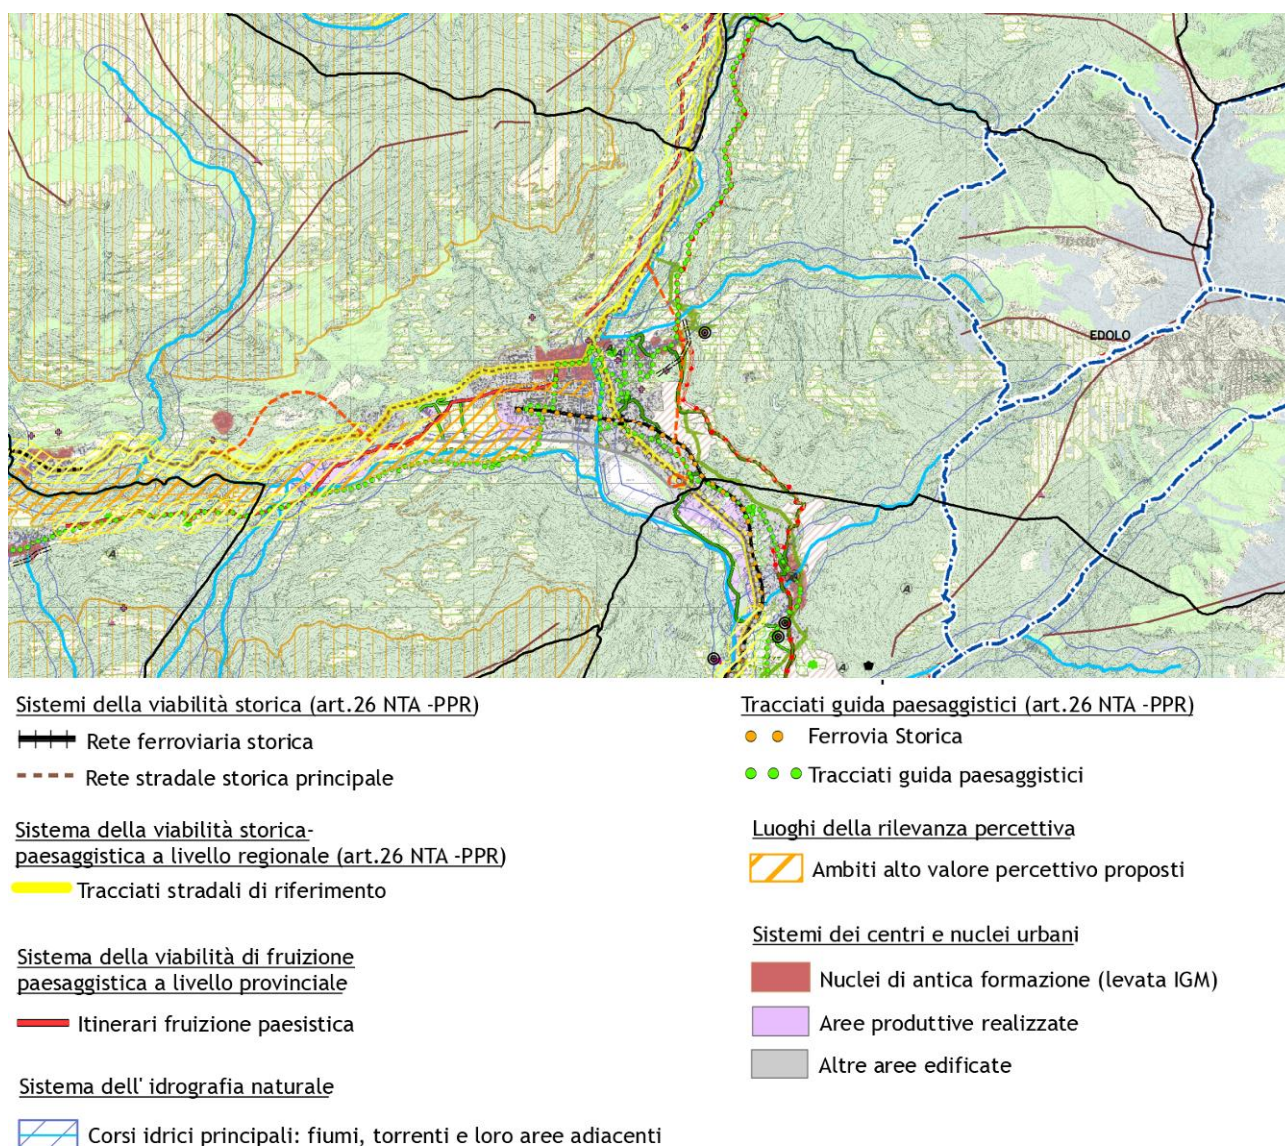 EDOLO
Sistemi della viabilità storica (art.26 NTA -PPR)
Rete ferroviaria storica
Rete stradale storica principale
Sistema della viabilità storica-
paesaggistica a livello regionale (art.26 NTA -PPR)
Tracciati stradali di riferimento
Sistema della viabilità di fruizione
paesaggistica a livello provinciale
Itinerari fruizione paesistica
Sistema dell' idrografia naturale
Corsi idrici principali: fiumi, torrenti e loro aree adiacenti
Tracciati guida paesaggistici (art.26 NTA -PPR)
Ferrovia Storica
Tracciati guida paesaggistici
Luoghi della rilevanza percettiva
Ambiti alto valore percettivo proposti
Sistemi dei centri e nuclei urbani
Nuclei di antica formazione (levata IGM)
Aree produttive realizzate
Altre aree edificate